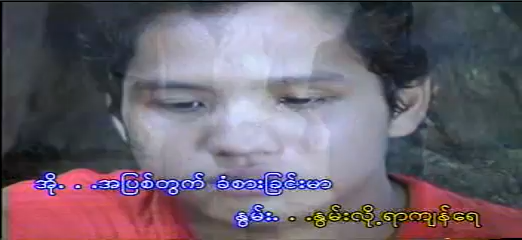 အို. . .အပြစ်တွက် ခံစားခြင်းမာ
နွမ်း. . .နွမ်းလို့ရာကျန်ရေ